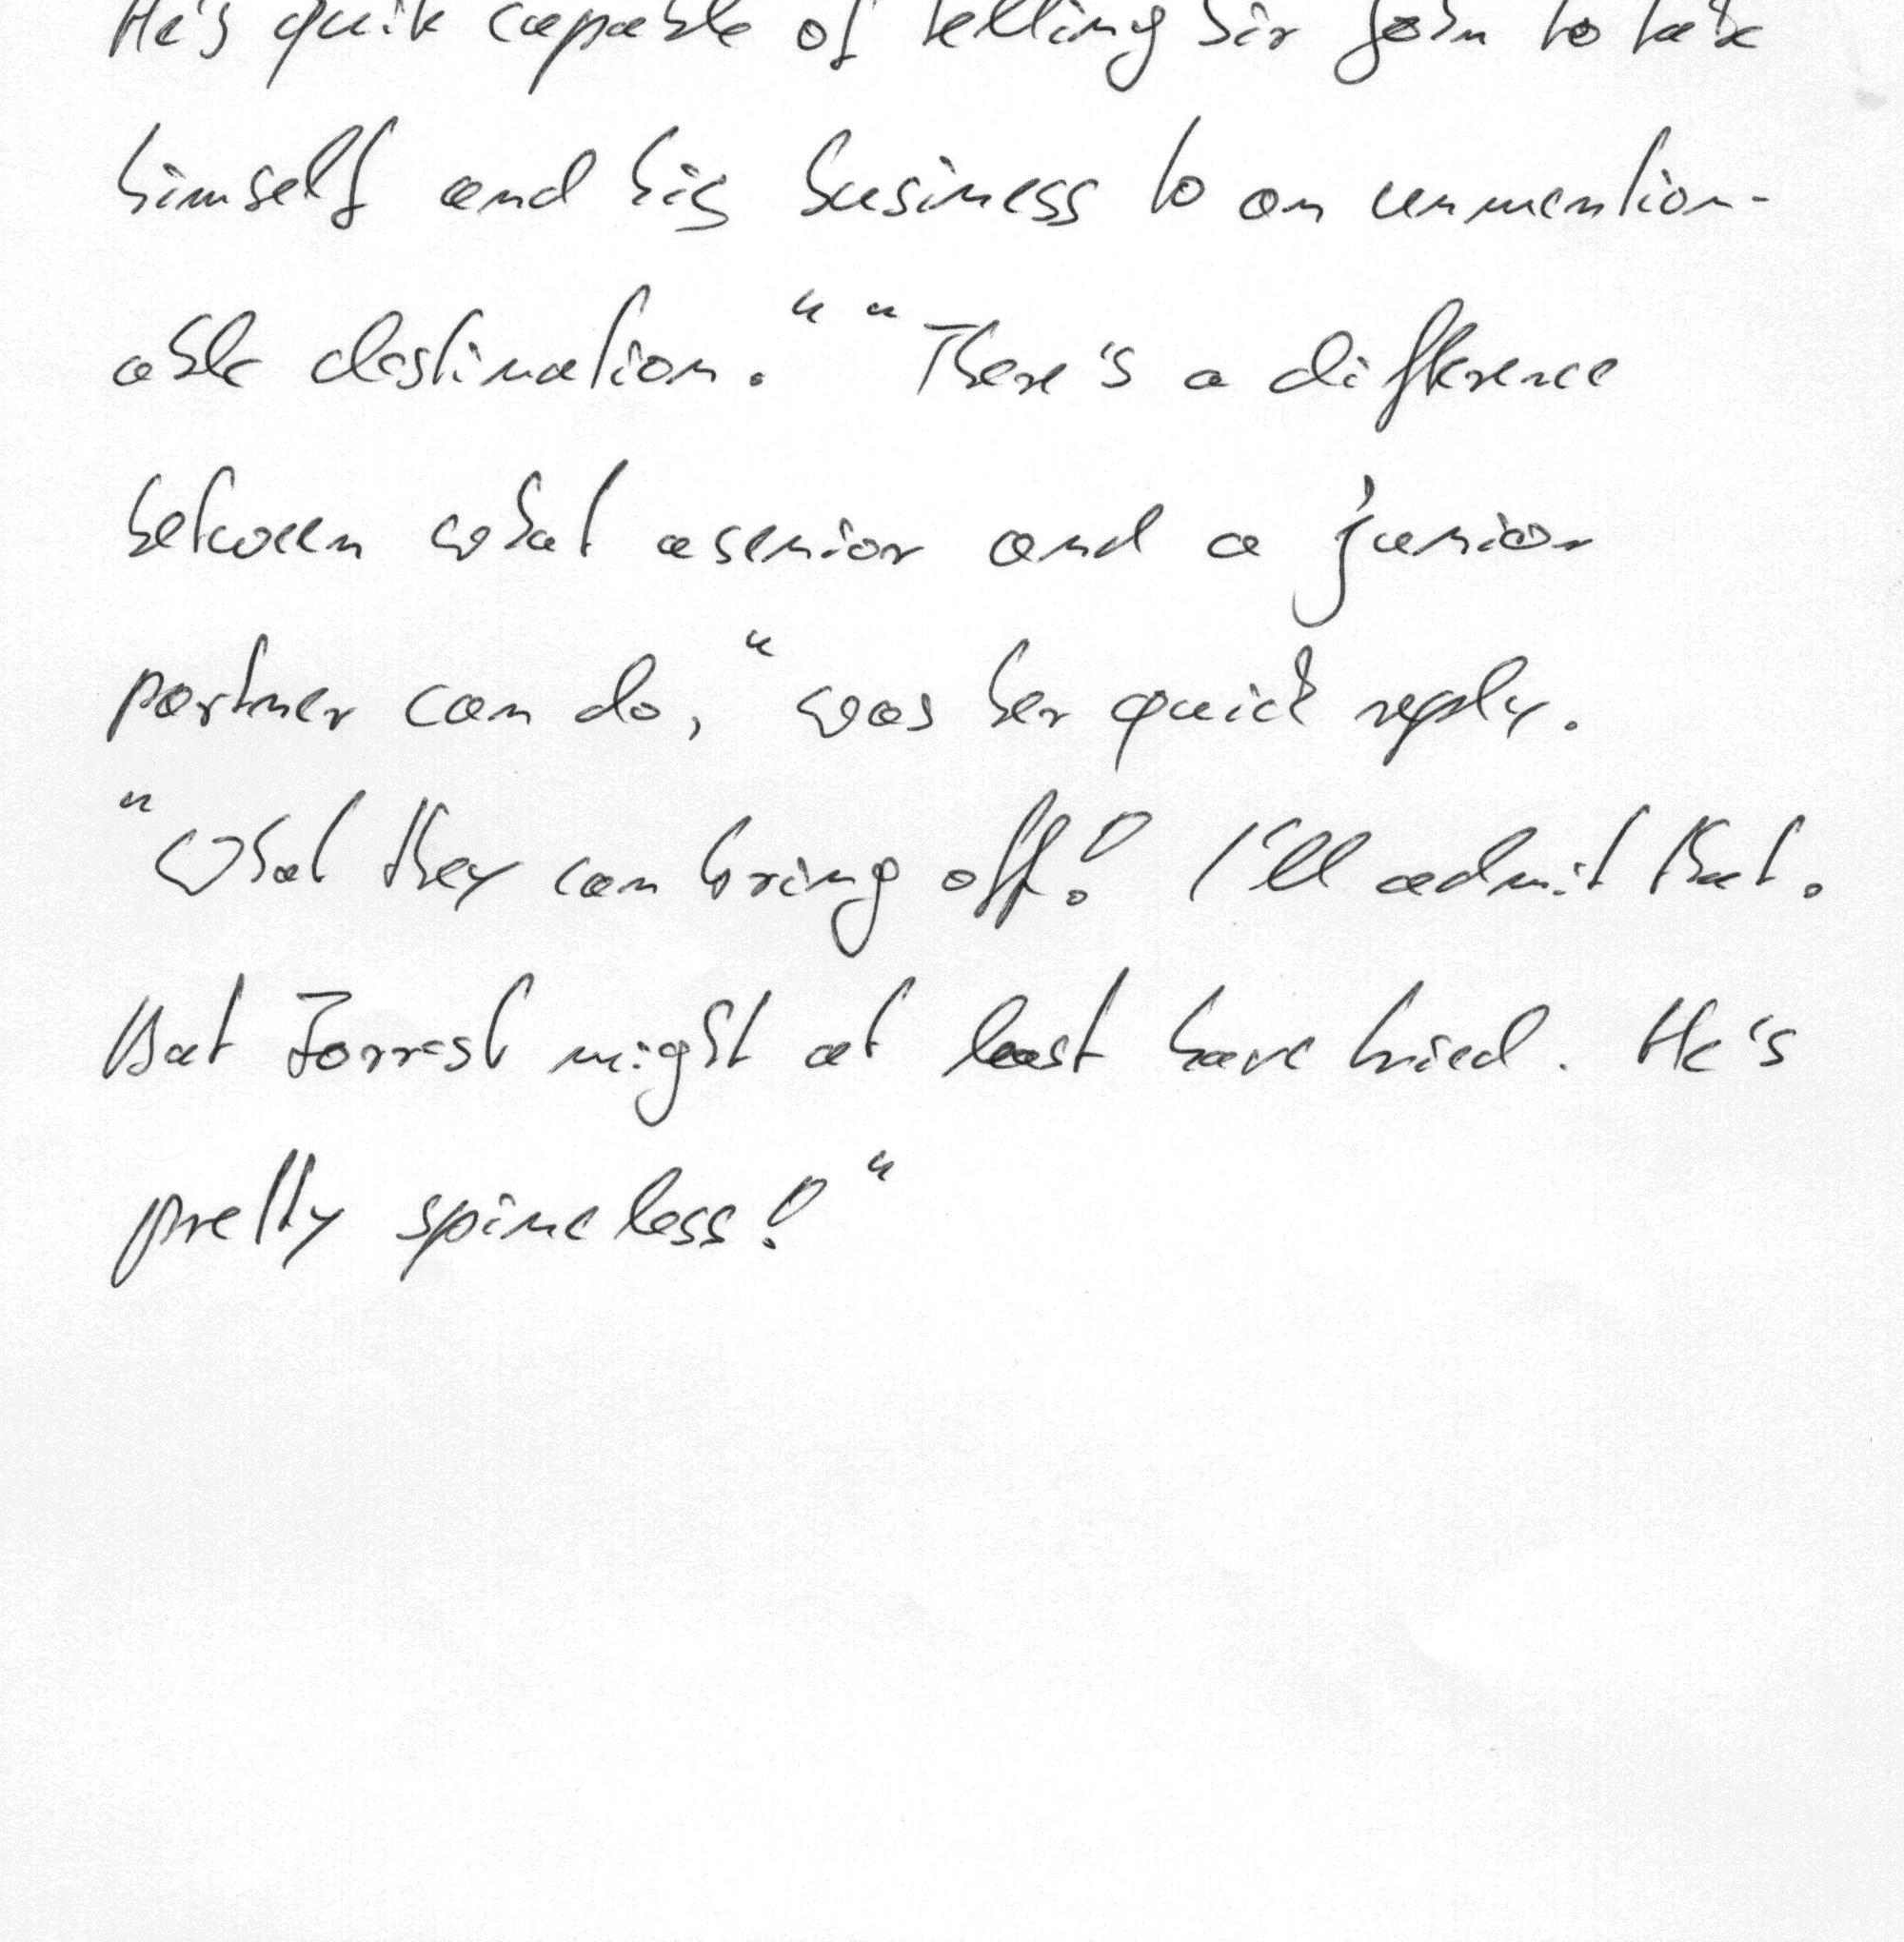 He's quite capable of telling Sir John to take
himself and his business to an unmention-
able destination." "There's a difference
between what a senior and a junior
partner can do," was her quick reply.
"What they can bring off! I'll admit that.
But Forrest might at least have tried. He's
pretty spineless!"